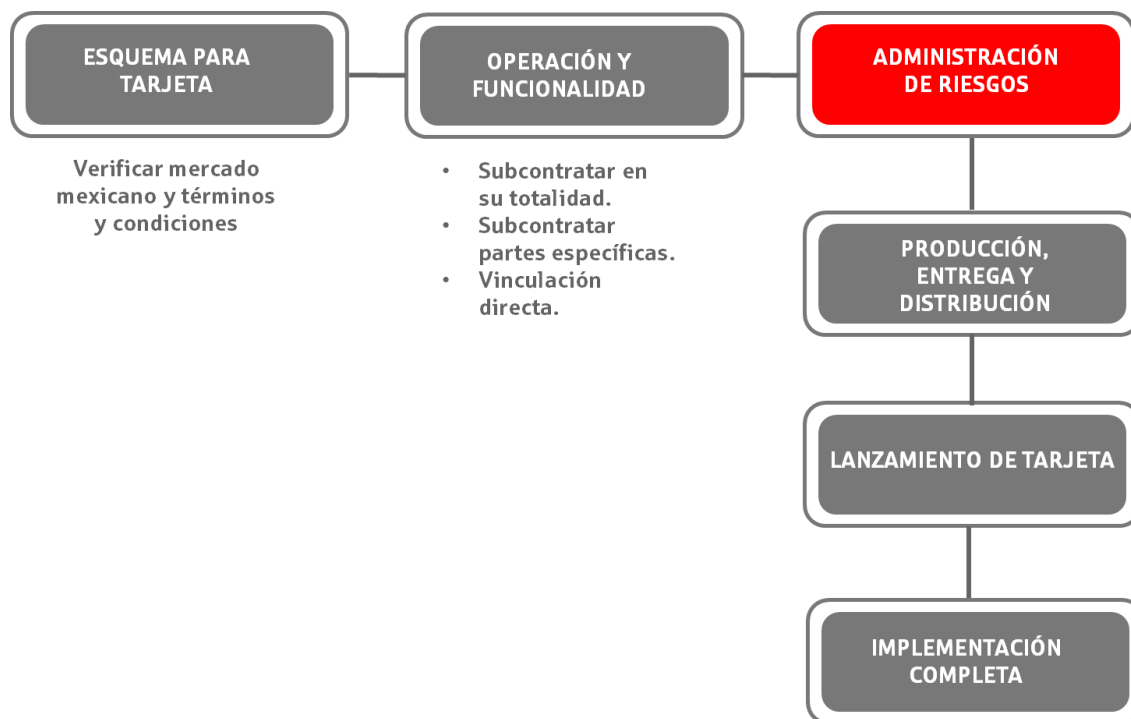 ESQUEMA PARA
TARJETA
Verificar mercado
mexicano y términos
y condiciones
OPERACIÓN Y
FUNCIONALIDAD
• Subcontratar en
su totalidad.
• Subcontratar
partes específicas.
• Vinculación
directa.
ADMINISTRACIÓN
DE RIESGOS
PRODUCCIÓN,
ENTREGA Y
DISTRIBUCIÓN
LANZAMIENTO DE TARJETA
IMPLEMENTACIÓN
COMPLETA